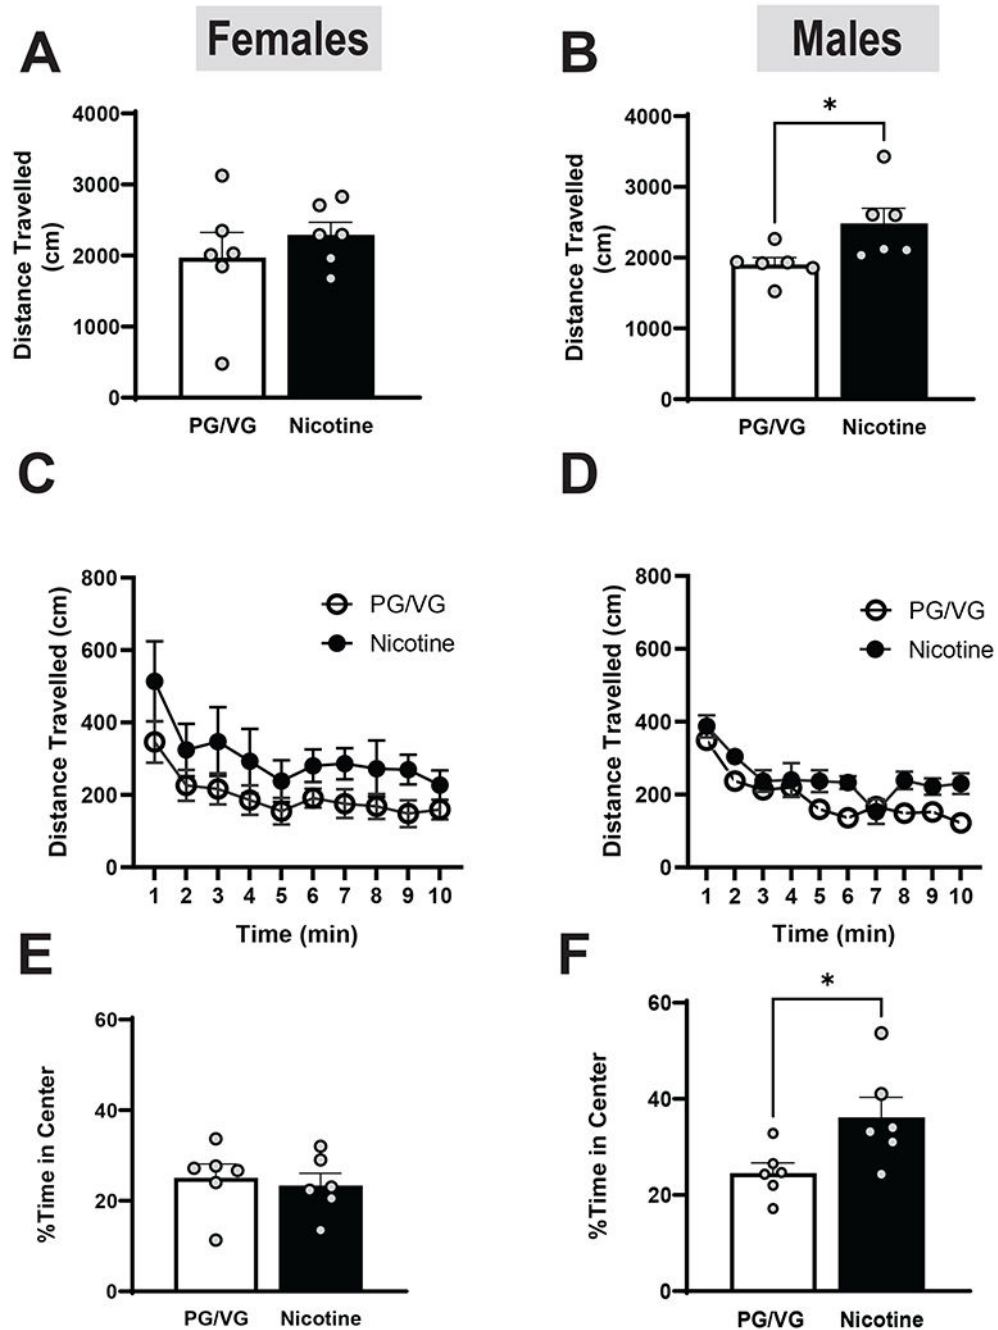 A
Females
B
Males
Distance Travelled
(cm)
4000
3000
2000
1000
0
PG/VG
Nicotine
Distance Travelled
(cm)
4000
3000
2000
1000
0
*
PG/VG
Nicotine
C
Distance Travelled (cm)
800
600
400
200
0
PG/VG
Nicotine
1 2 3 4 5 6 7 8 9 10
Time (min)
D
Distance Travelled (cm)
800
600
400
200
0
PG/VG
Nicotine
1 2 3 4 5 6 7 8 9 10
Time (min)
E
%Time in Center
60
40
20
0
PG/VG
Nicotine
F
%Time in Center
60
40
20
0
*
PG/VG
Nicotine